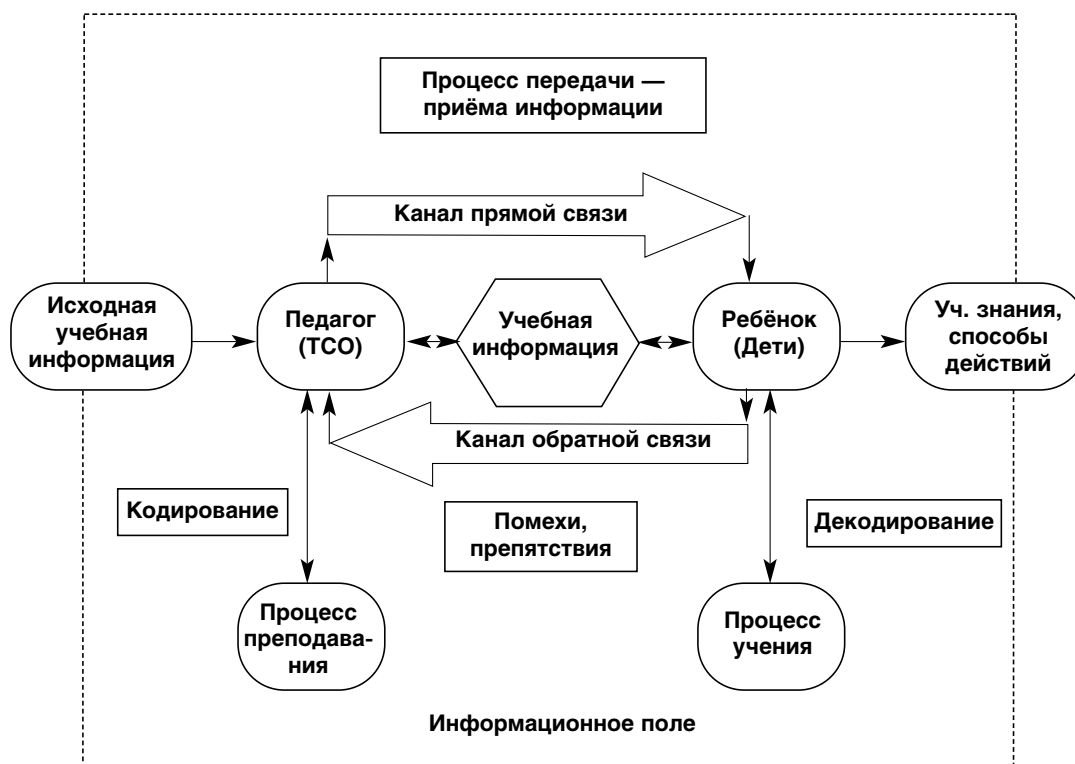 Процесс передачи —
приёма информации
Канал прямой связи
Исходная
учебная
информация
Педагог
(ТСО)
Учебная
информация
Ребёнок
(Дети)
Уч. знания,
способы
действий
Канал обратной связи
Кодирование
Помехи,
препятствия
Декодирование
Процесс
преподава-
ния
Процесс
учения
Информационное поле